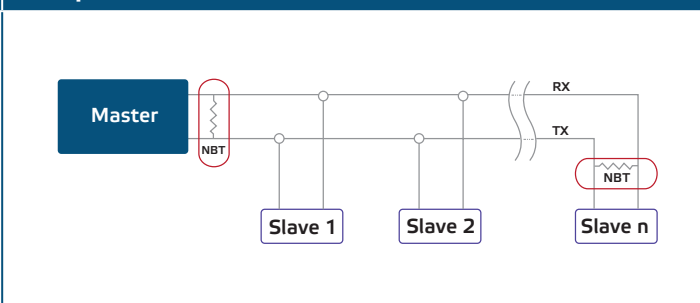 RX
Master
TX
NBT
NBT
Slave 1
Slave 2
Slave n